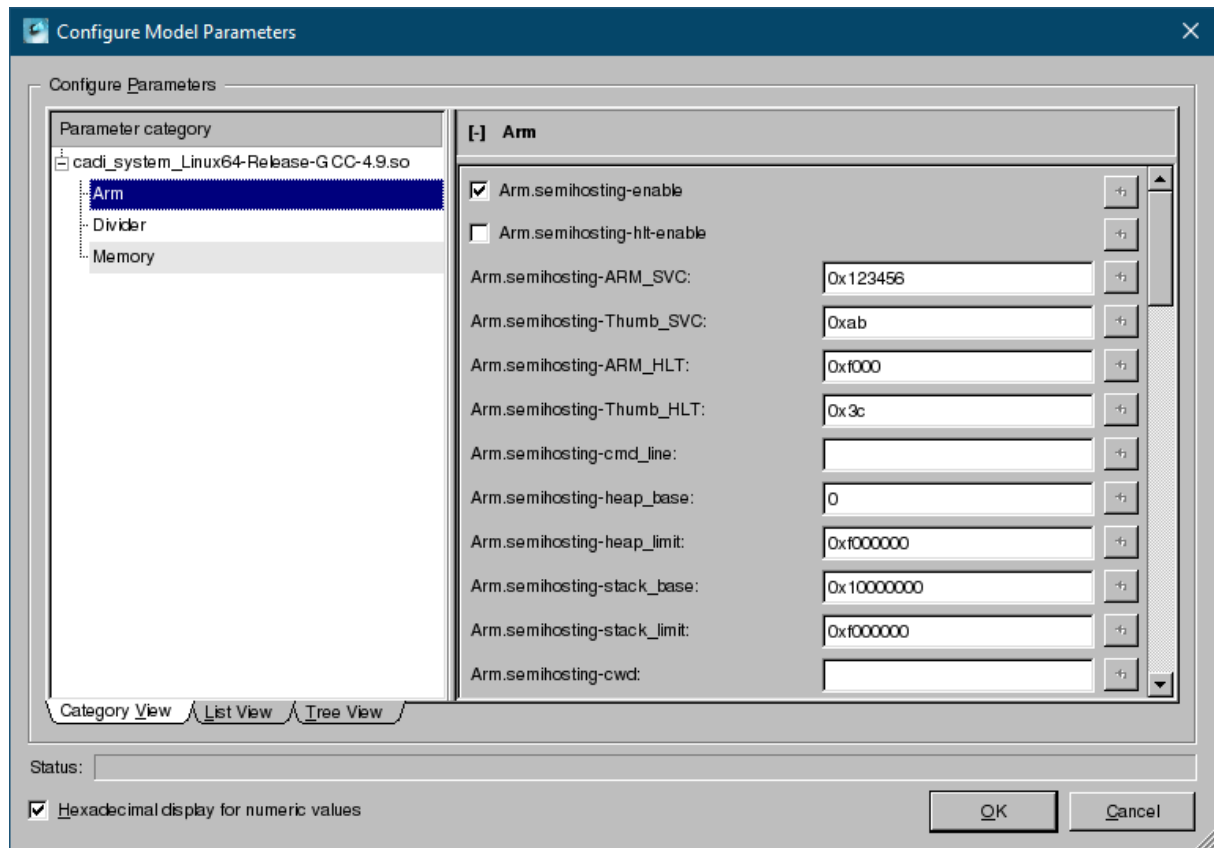 Configure Model Parameters
Configure Parameters
Parameter category
cadi_system_Linux64-Release-GCC-4.9.so
Arm
Divider
Memory
[-] Arm
Arm.semihosting-enable
Arm.semihosting-hlt-enable
Arm.semihosting-ARM_SVC: 0x123456
Arm.semihosting-Thumb_SVC: 0xab
Arm.semihosting-ARM_HLT: 0xf000
Arm.semihosting-Thumb_HLT: 0x3c
Arm.semihosting-cmd_line:
Arm.semihosting-heap_base: 0
Arm.semihosting-heap_limit: 0xf000000
Arm.semihosting-stack_base: 0x10000000
Arm.semihosting-stack_limit: 0xf000000
Arm.semihosting-cwd:
Category View List View Tree View
Status:
Hexadecimal display for numeric values
OK Cancel